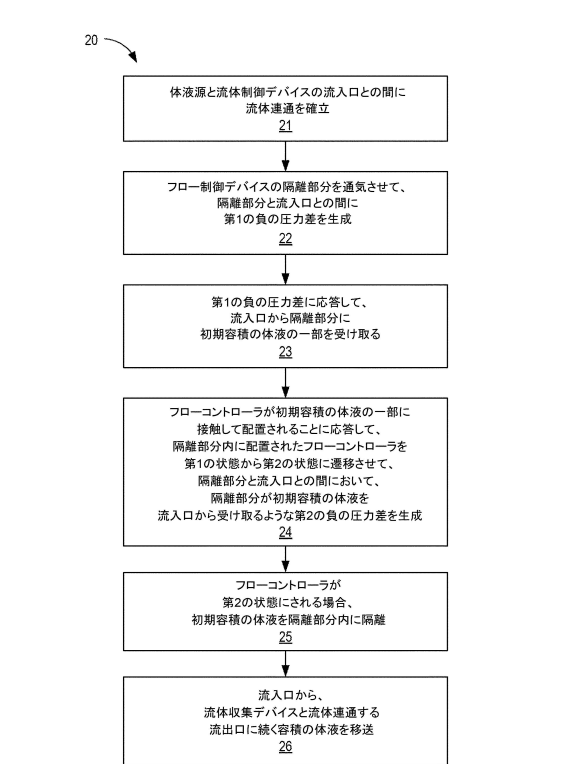 20
体液源と流体制御デバイスの流入口との間に
流体連通を確立
21
フロー制御デバイスの隔離部分を通気させて、
隔離部分と流入口との間に
第1の負の圧力差を生成
22
第1の負の圧力差に応答して、
流入口から隔離部分に
初期容積の体液の一部を受け取る
23
フローコントローラが初期容積の体液の一部に
接触して配置されることに応答して、
隔離部分内に配置されたフローコントローラを
第1の状態から第2の状態に遷移させて、
隔離部分と流入口との間において、
隔離部分が初期容積の体液を
流入口から受け取るような第2の負の圧力差を生成
24
フローコントローラが
第2の状態にされる場合、
初期容積の体液を隔離部分内に隔離
25
流入口から、
流体収集デバイスと流体連通する
流出口に続く容積の体液を移送
26